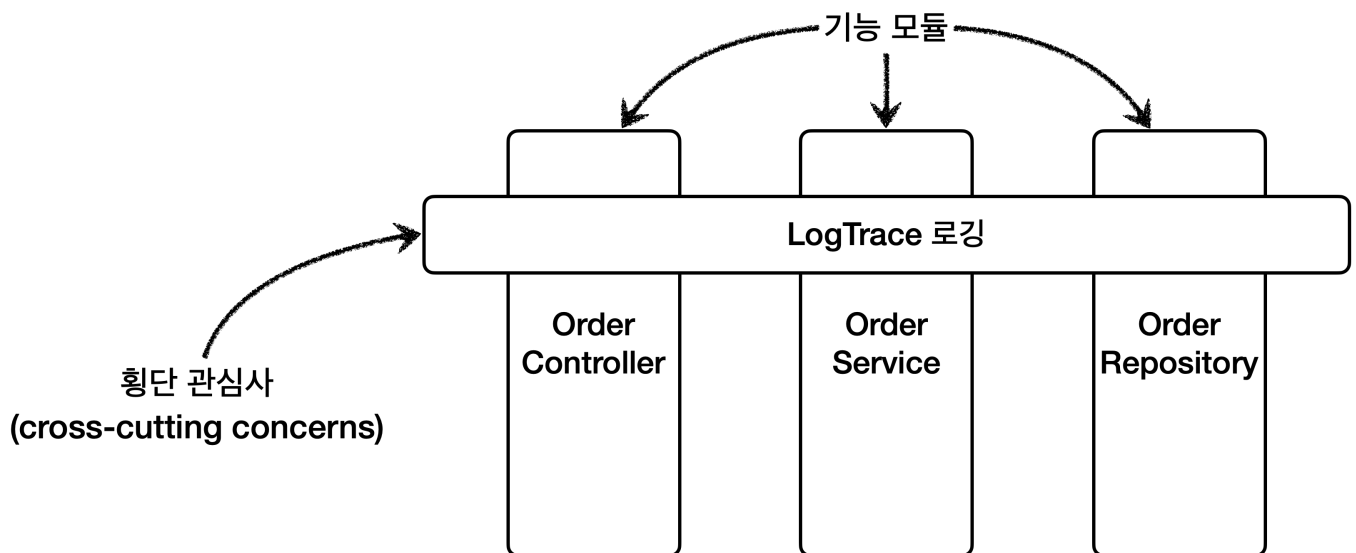 기능 모듈
LogTrace 로깅
Order
Controller
Order
Service
Order
Repository
횡단 관심사
(cross-cutting concerns)